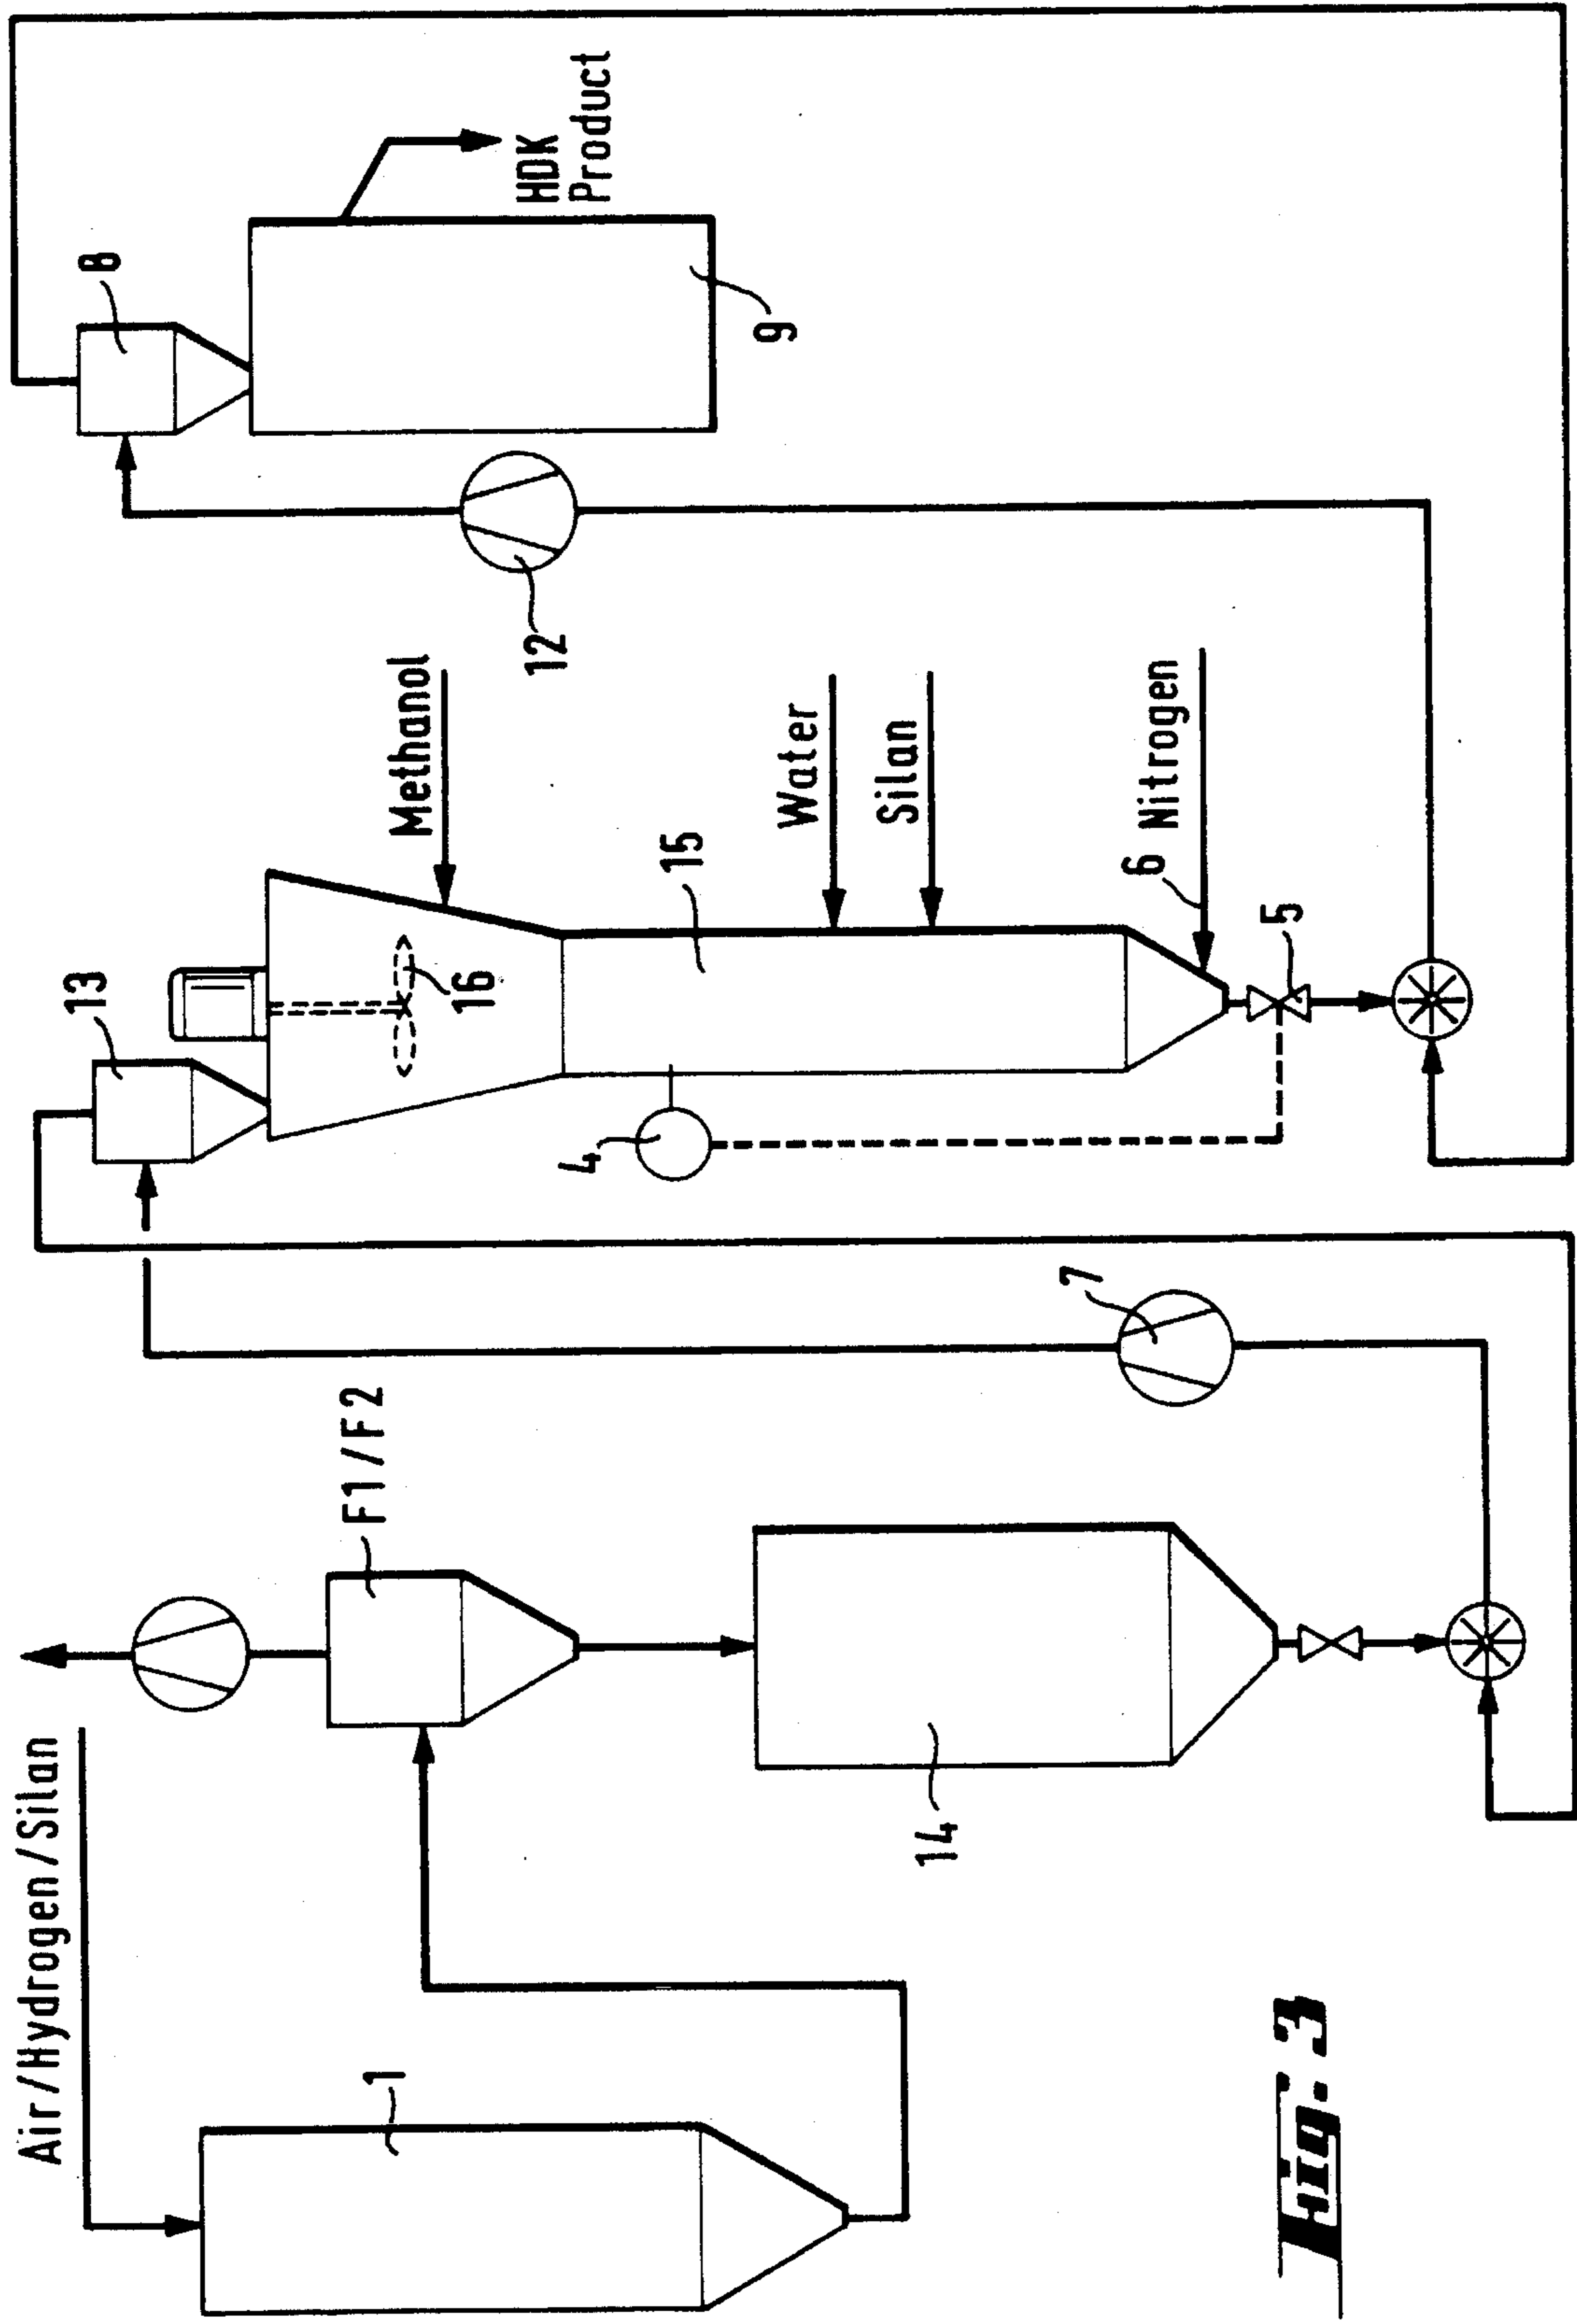 Air/Hydrogen/Silan
1
F1/F2
14
7
13
16
4
15
Methanol
Water
Silan
6 Nitrogen
5
12
8
9
HDK
Product
Fig. 3